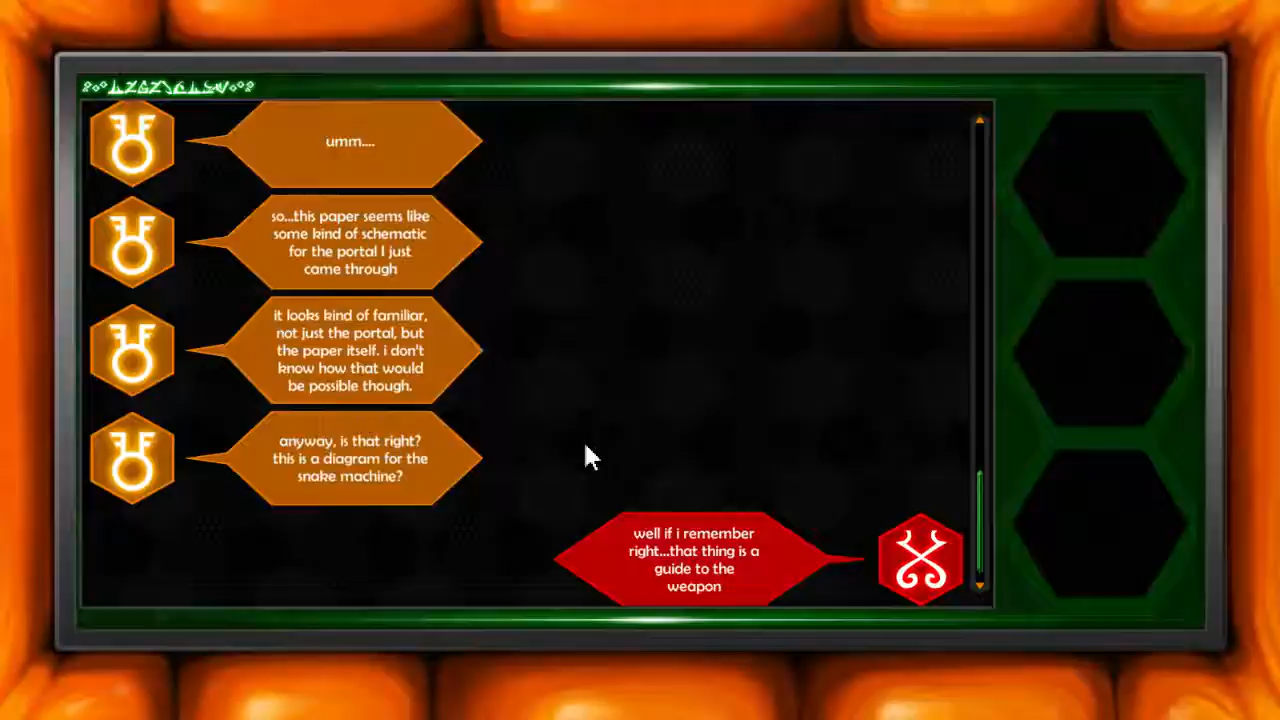 umm....
so...this paper seems like
some kind of schematic
for the portal I just
came through
it looks kind of familiar,
not just the portal, but
the paper itself. i don't
know how that would
be possible though.
anyway, is that right?
this is a diagram for the
snake machine?
well if i remember
right...that thing is a
guide to the
weapon